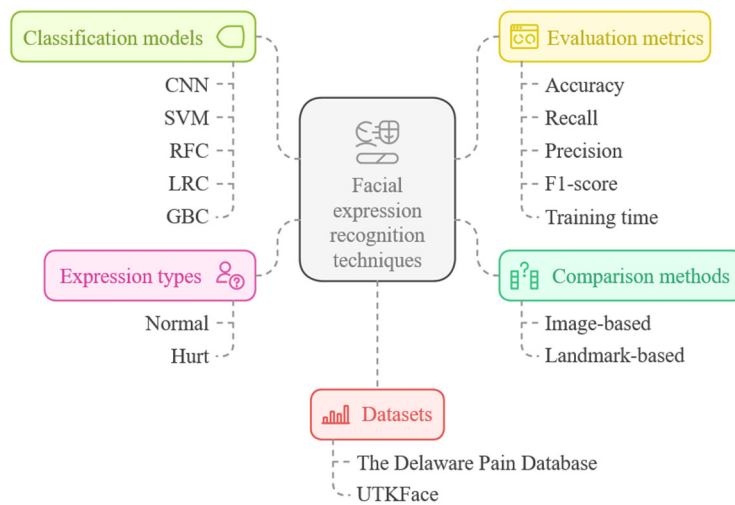 Classification models
CNN
SVM
RFC
LRC
GBC
Expression types
Normal
Hurt
Facial
expression
recognition
techniques
Evaluation metrics
Accuracy
Recall
Precision
F1-score
Training time
Comparison methods
Image-based
Landmark-based
Datasets
The Delaware Pain Database
UTKFace